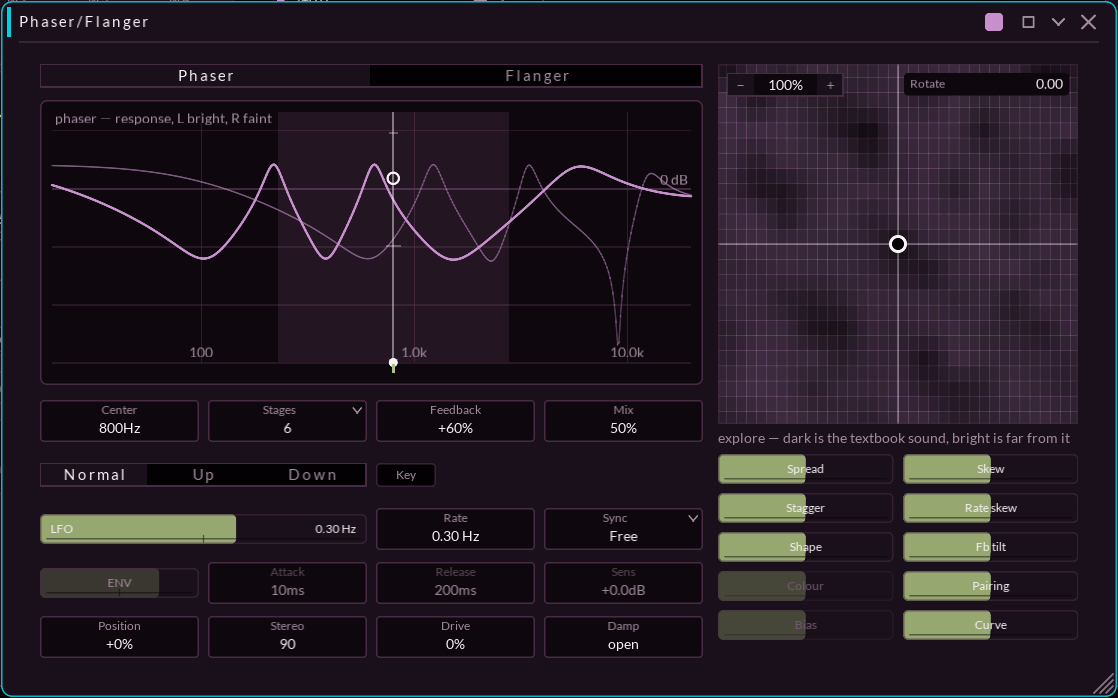 Phaser/Flanger
Phaser Flanger
phaser — response, L bright, R faint
0 dB
100 1.0k 10.0k
Center Stages Feedback Mix
800Hz 6 +60% 50%
Normal Up Down Key
LFO 0.30 Hz
Rate Sync
0.30 Hz Free
ENV
Attack Release Sens
10ms 200ms +0.0dB
Position Stereo Drive Damp
+0% 90 0% open
− 100% + Rotate 0.00
explore — dark is the textbook sound, bright is far from it
Spread Skew
Stagger Rate skew
Shape Fb tilt
Colour Pairing
Bias Curve